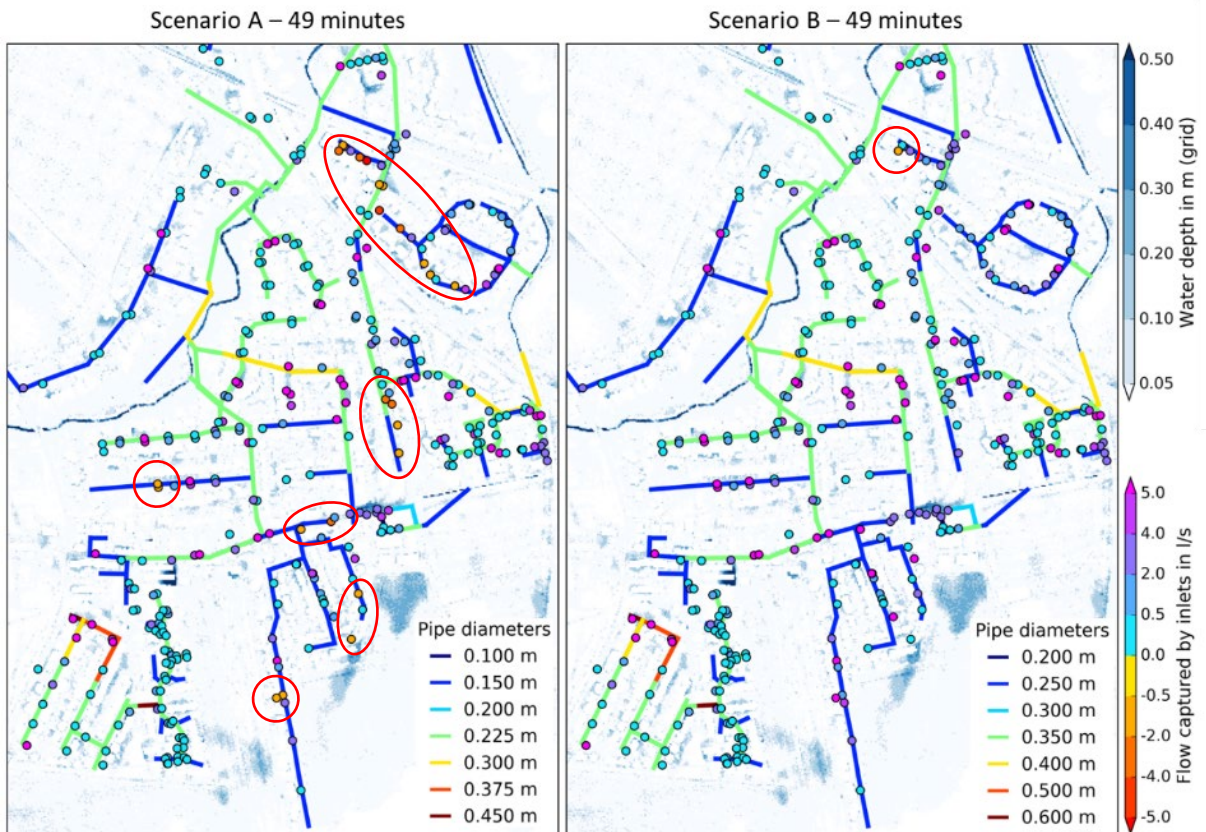 Scenario A – 49 minutes
Scenario B – 49 minutes
0.50
0.40
0.30
0.20
0.10
0.05
Water depth in m (grid)
5.0
4.0
2.0
0.5
0.0
-0.5
-2.0
-4.0
-5.0
Flow captured by inlets in l/s
Pipe diameters
0.100 m
0.150 m
0.200 m
0.225 m
0.300 m
0.375 m
0.450 m
Pipe diameters
0.200 m
0.250 m
0.300 m
0.350 m
0.400 m
0.500 m
0.600 m